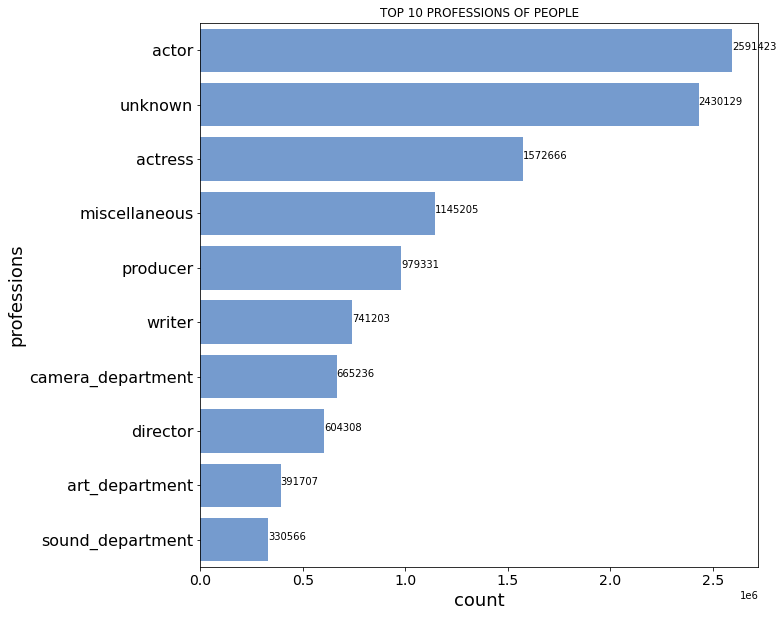 TOP 10 PROFESSIONS OF PEOPLE
actor 2591423
unknown 2430129
actress 1572666
miscellaneous 1145205
producer 979331
writer 741203
camera_department 665236
director 604308
art_department 391707
sound_department 330566
professions
0.0 0.5 1.0 1.5 2.0 2.5
1e6
count